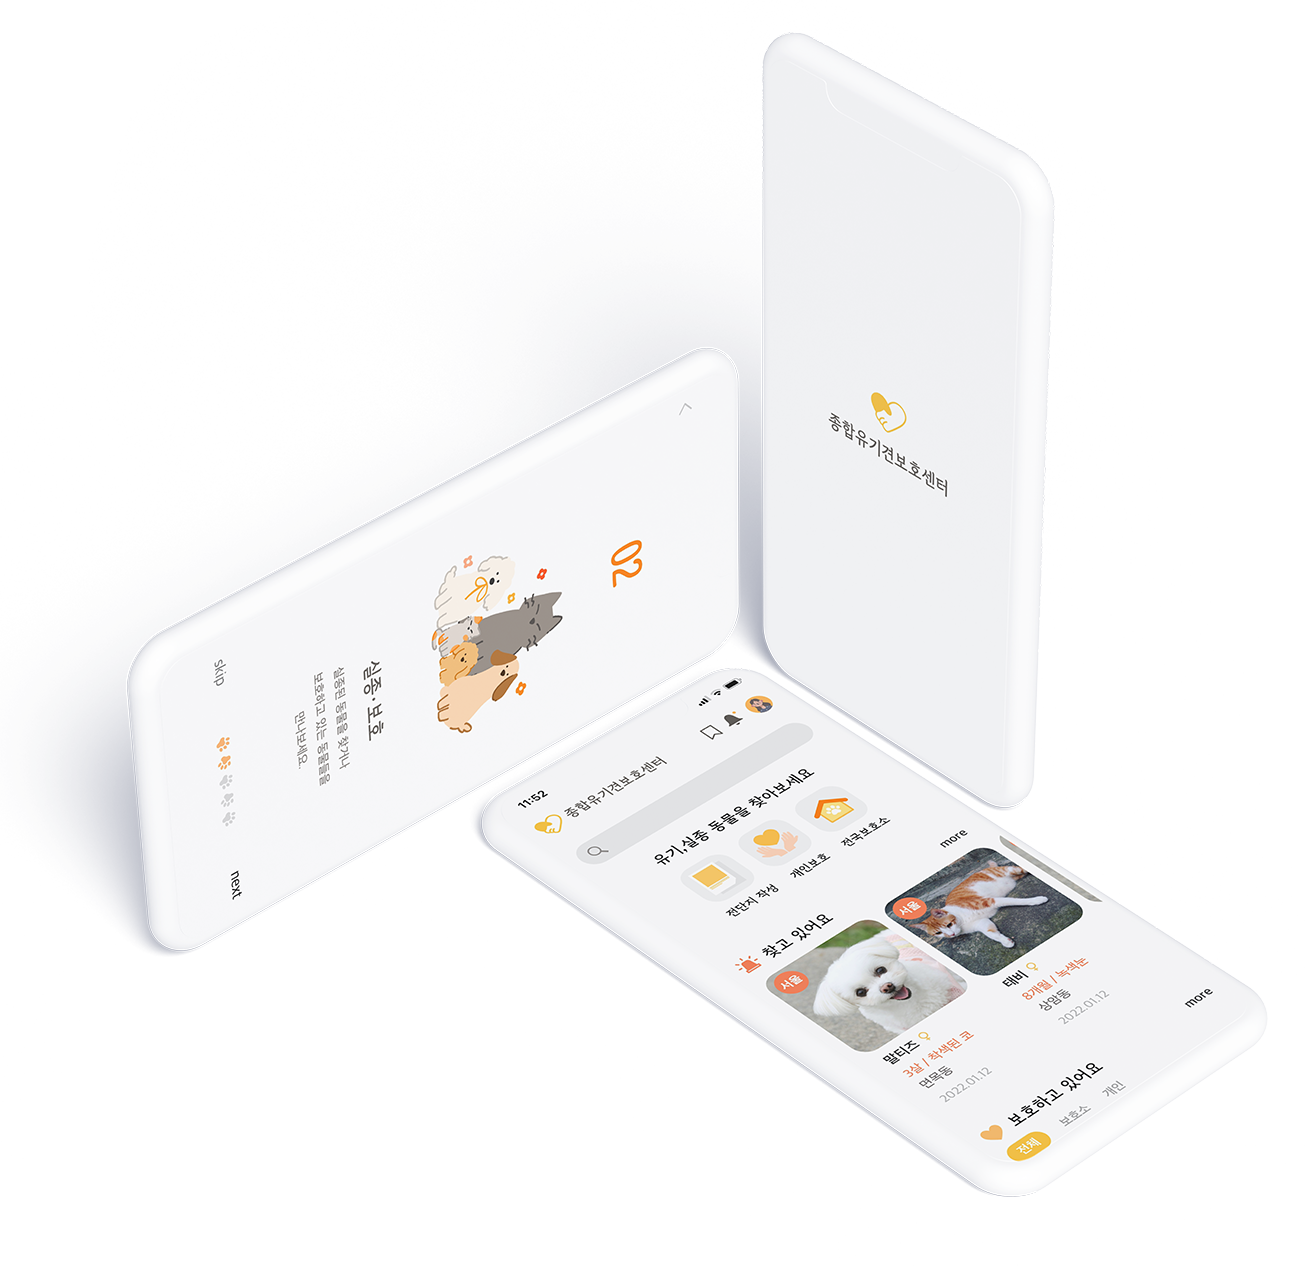 종합유기견보호센터
02
실종·보호
실종된 동물을 찾거나
보호하고 있는 동물들을
만나보세요.
skip
next
11:52
종합유기견보호센터
유기,실종 동물을 찾아보세요
전단지 작성
개인보호
전국보호소
찾고 있어요
more
서울
말티즈
3살 / 착색된 코
면목동
2022.01.12
서울
태비
8개월 / 녹색눈
상암동
2022.01.12
보호하고 있어요
more
전체
보호소
개인